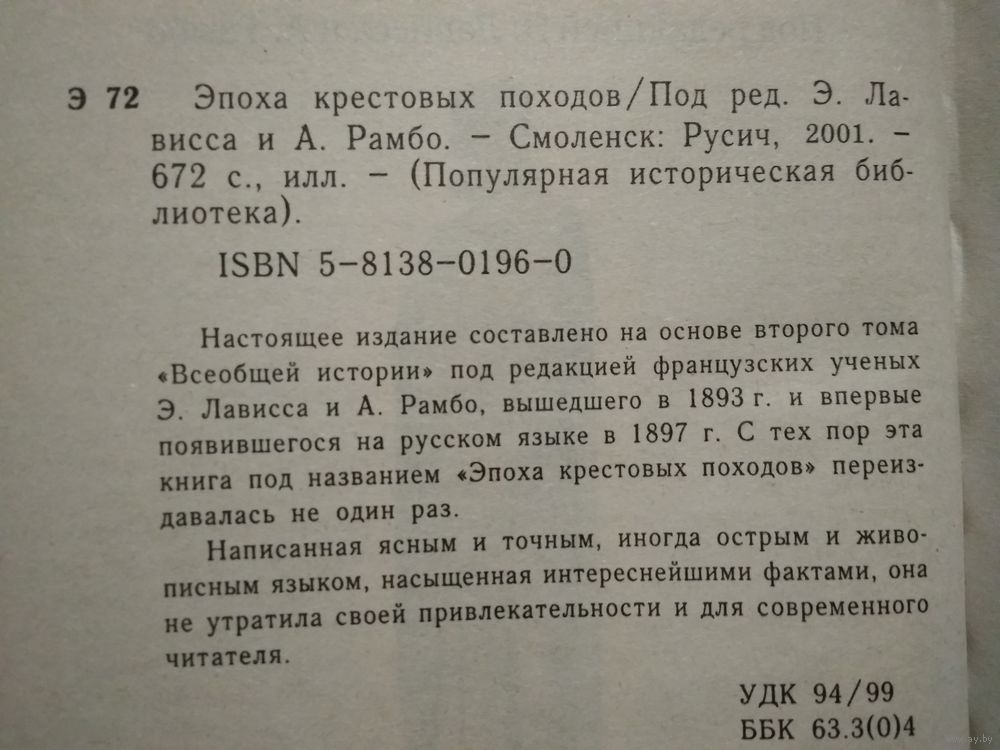 Э 72 Эпоха крестовых походов/Под ред. Э. Ла-
висса и А. Рамбо. – Смоленск: Русич, 2001. –
672 с., илл. – (Популярная историческая биб-
лиотека).
ISBN 5–8138–0196–0
Настоящее издание составлено на основе второго тома
«Всеобщей истории» под редакцией французских ученых
Э. Лависса и А. Рамбо, вышедшего в 1893 г. и впервые
появившегося на русском языке в 1897 г. С тех пор эта
книга под названием «Эпоха крестовых походов» переиз-
давалась не один раз.
Написанная ясным и точным, иногда острым и живо-
писным языком, насыщенная интереснейшими фактами, она
не утратила своей привлекательности и для современного
читателя.
УДК 94/99
ББК 63.3(0)4